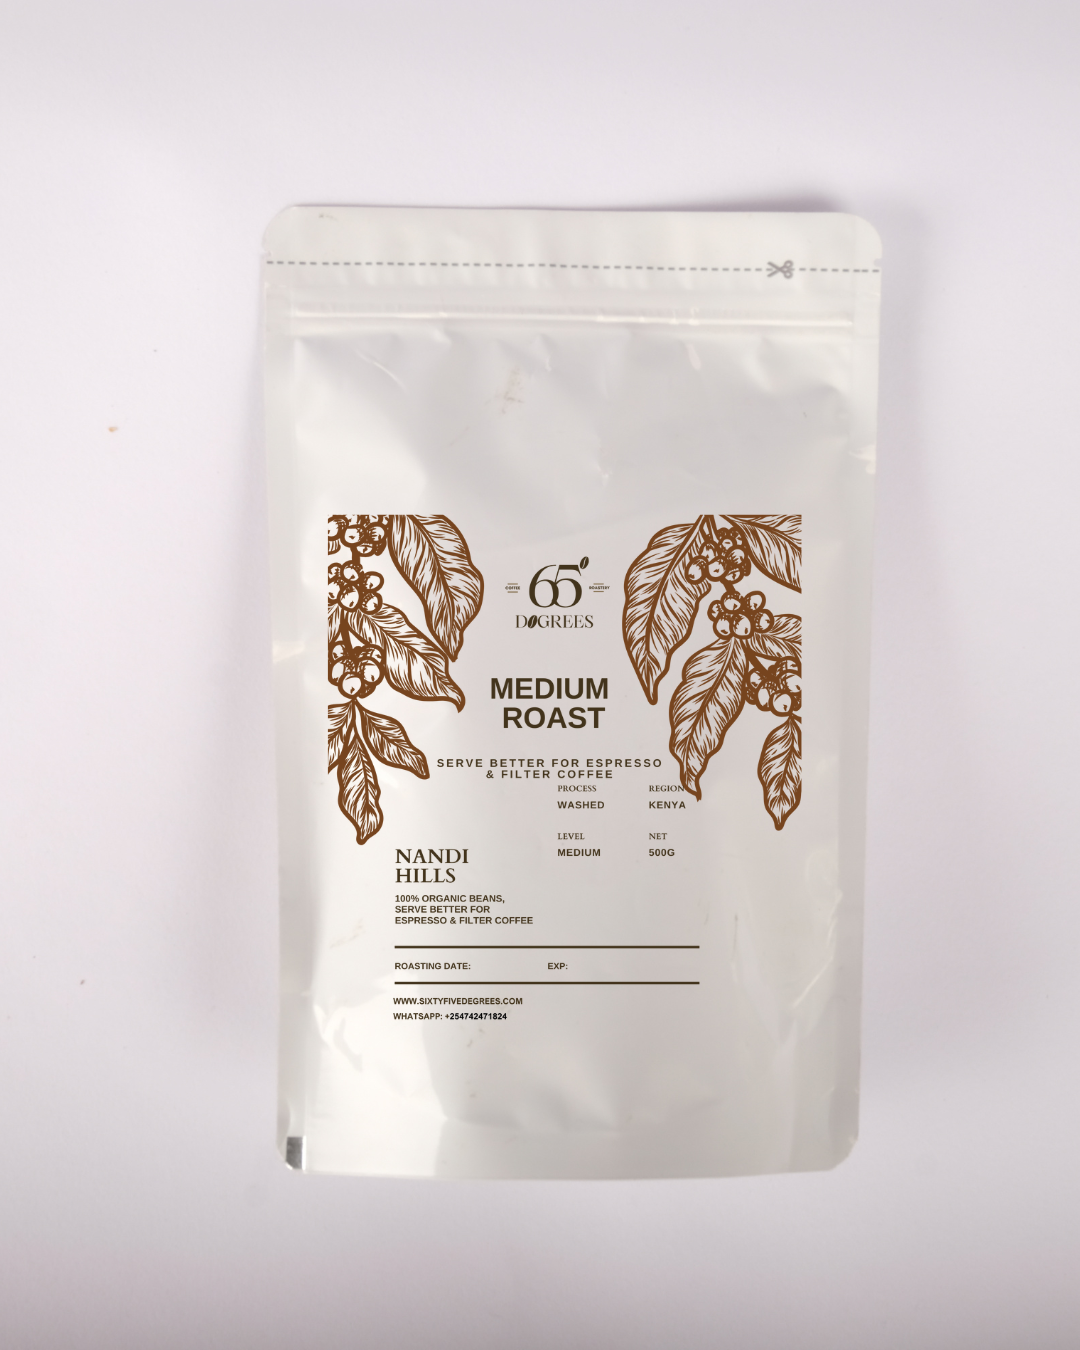 COFFEE
65
ROASTERY
DEGREES
MEDIUM
ROAST
SERVE BETTER FOR ESPRESSO
& FILTER COFFEE
PROCESS REGION
WASHED KENYA
LEVEL NET
MEDIUM 500G
NANDI
HILLS
100% ORGANIC BEANS,
SERVE BETTER FOR
ESPRESSO & FILTER COFFEE
ROASTING DATE: EXP:
WWW.SIXTYFIVEDEGREES.COM
WHATSAPP: +254742471824